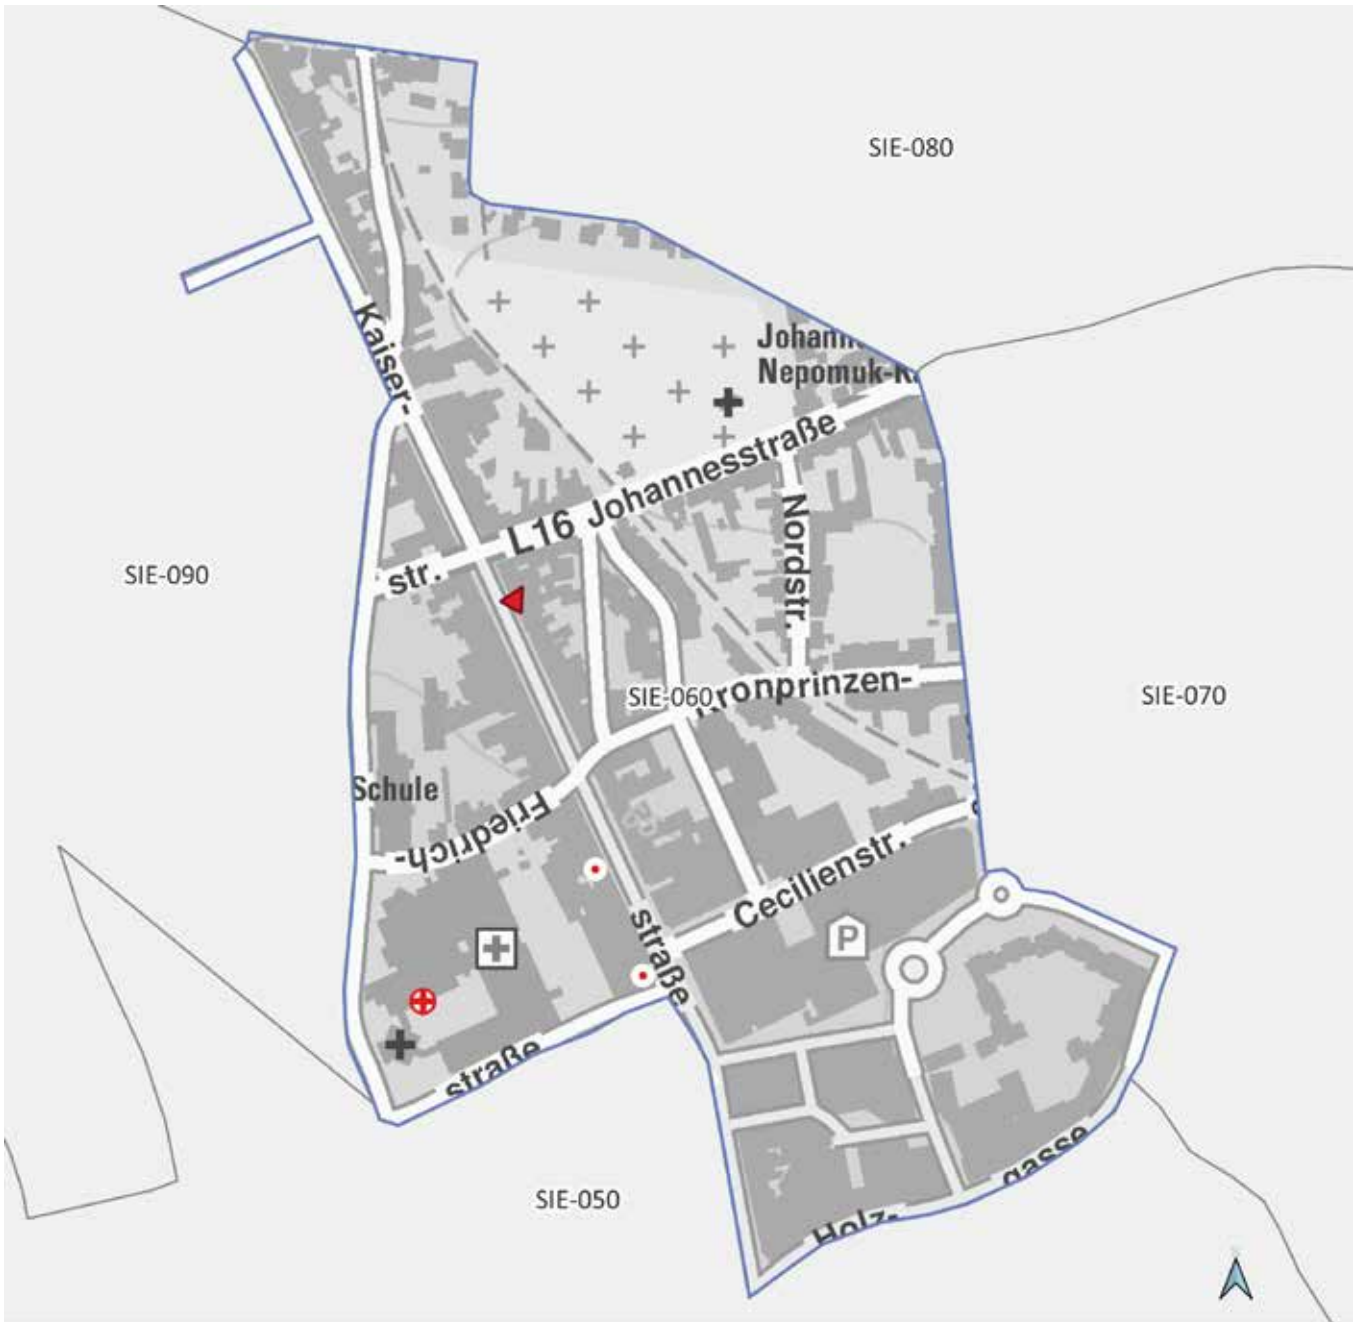 SIE-080
Kaiser-
Johann
Nepomuk-K
L16 Johannesstraße
Nordstr.
str.
SIE-090
SIE-060
Kronprinzen-
SIE-070
Schule
Friedrich-
Cecilienstr.
straße
P
straße
gasse
SIE-050
Holz-